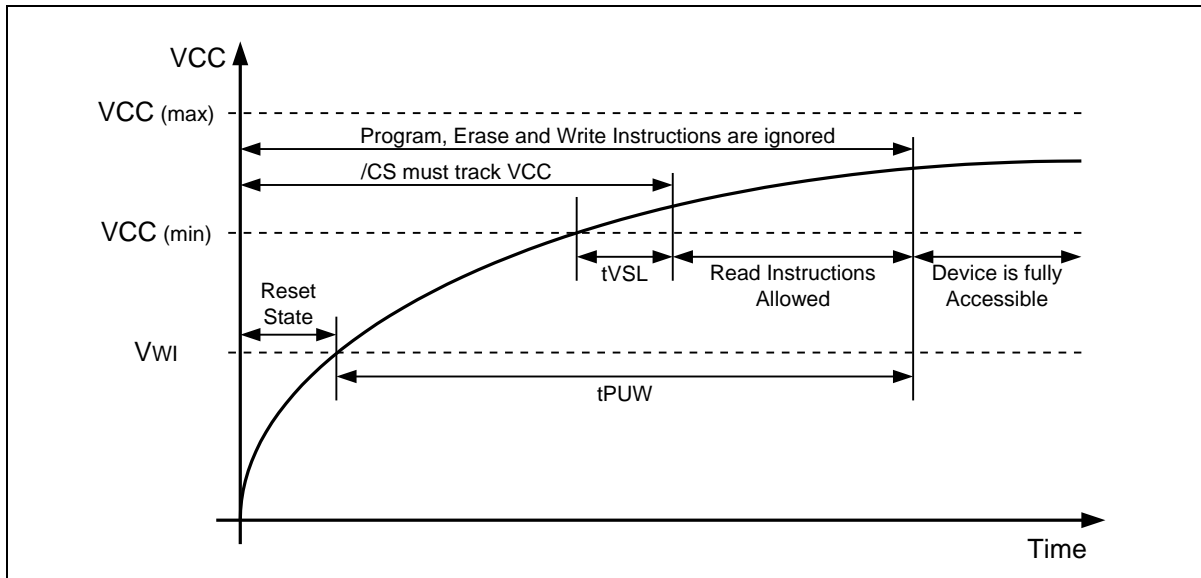 VCC
VCC (max)
Program, Erase and Write Instructions are ignored
/CS must track VCC
VCC (min)
tVSL
Read Instructions
Allowed
Device is fully
Accessible
Reset
State
VWI
tPUW
Time